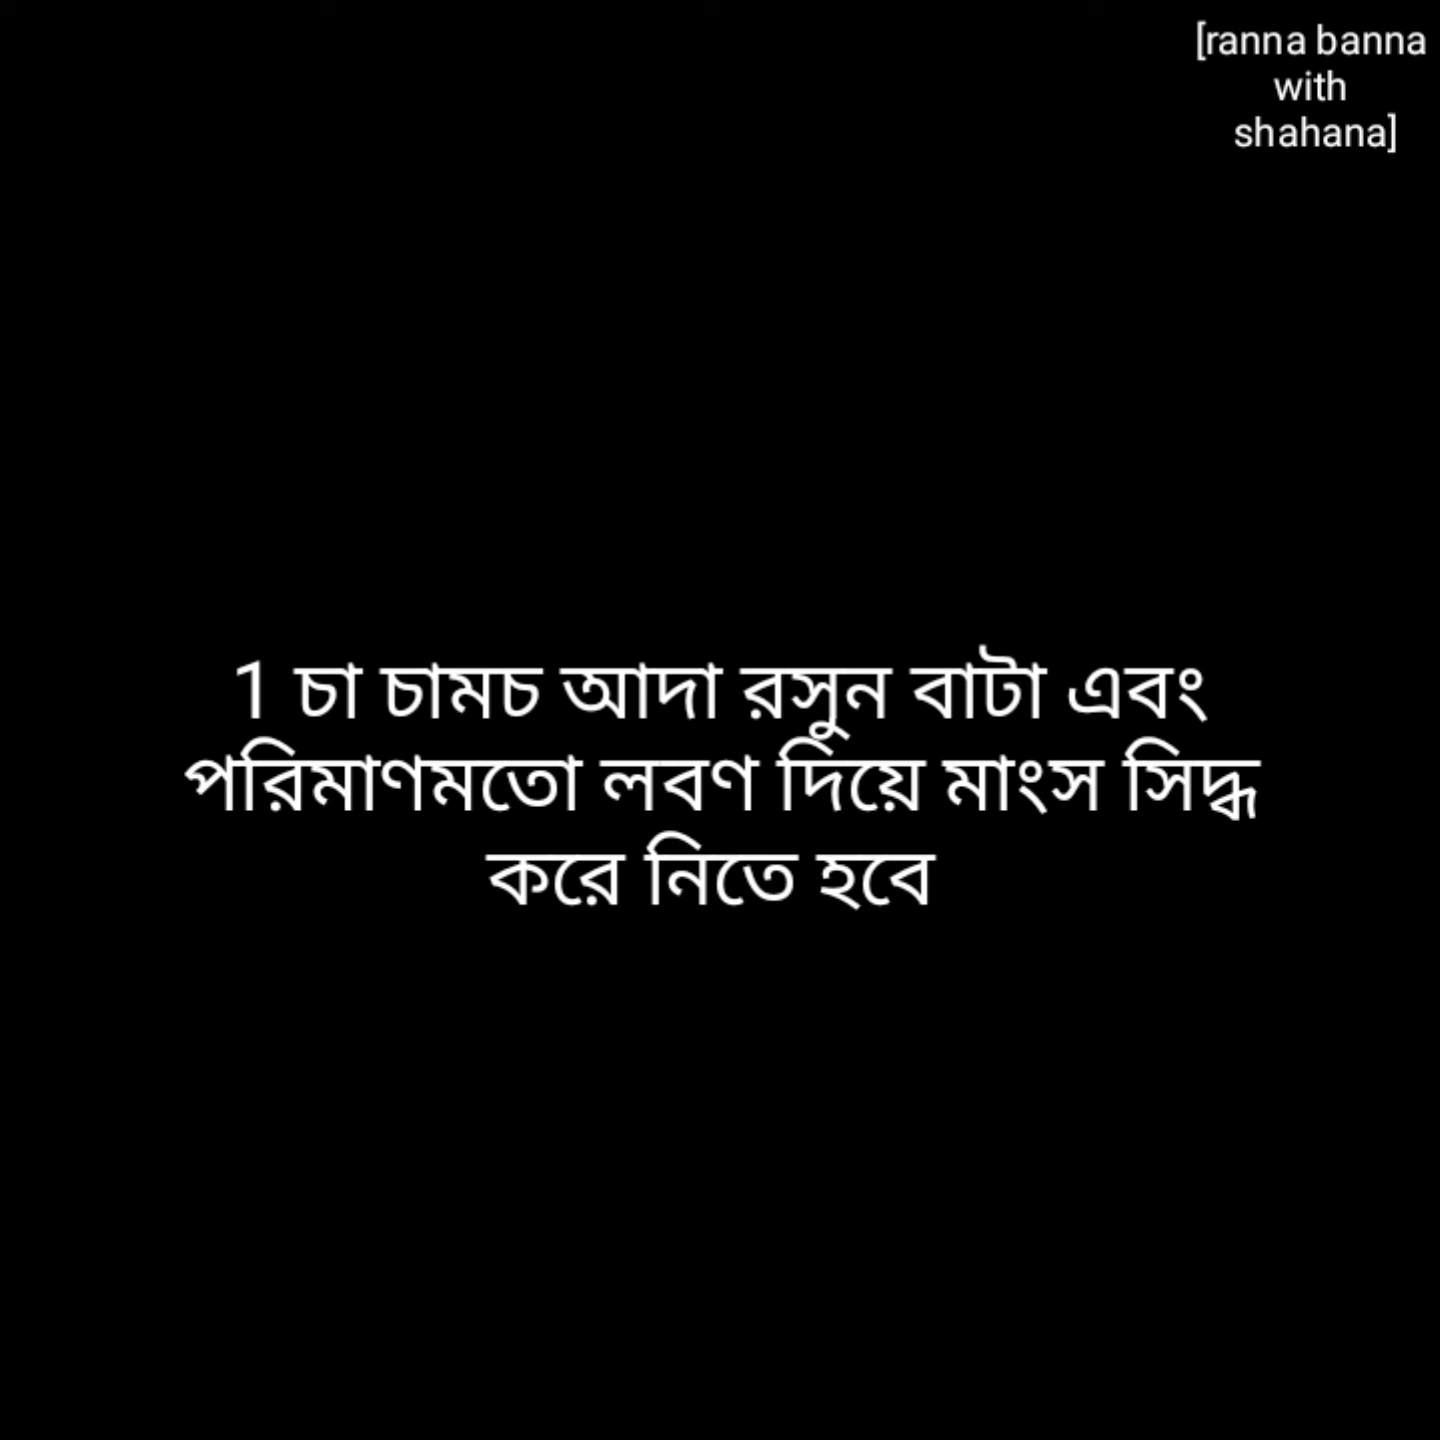 [ranna banna
with
shahana]
1 চা চামচ আদা রসুন বাটা এবং
পরিমাণমতো লবণ দিয়ে মাংস সিদ্ধ
করে নিতে হবে